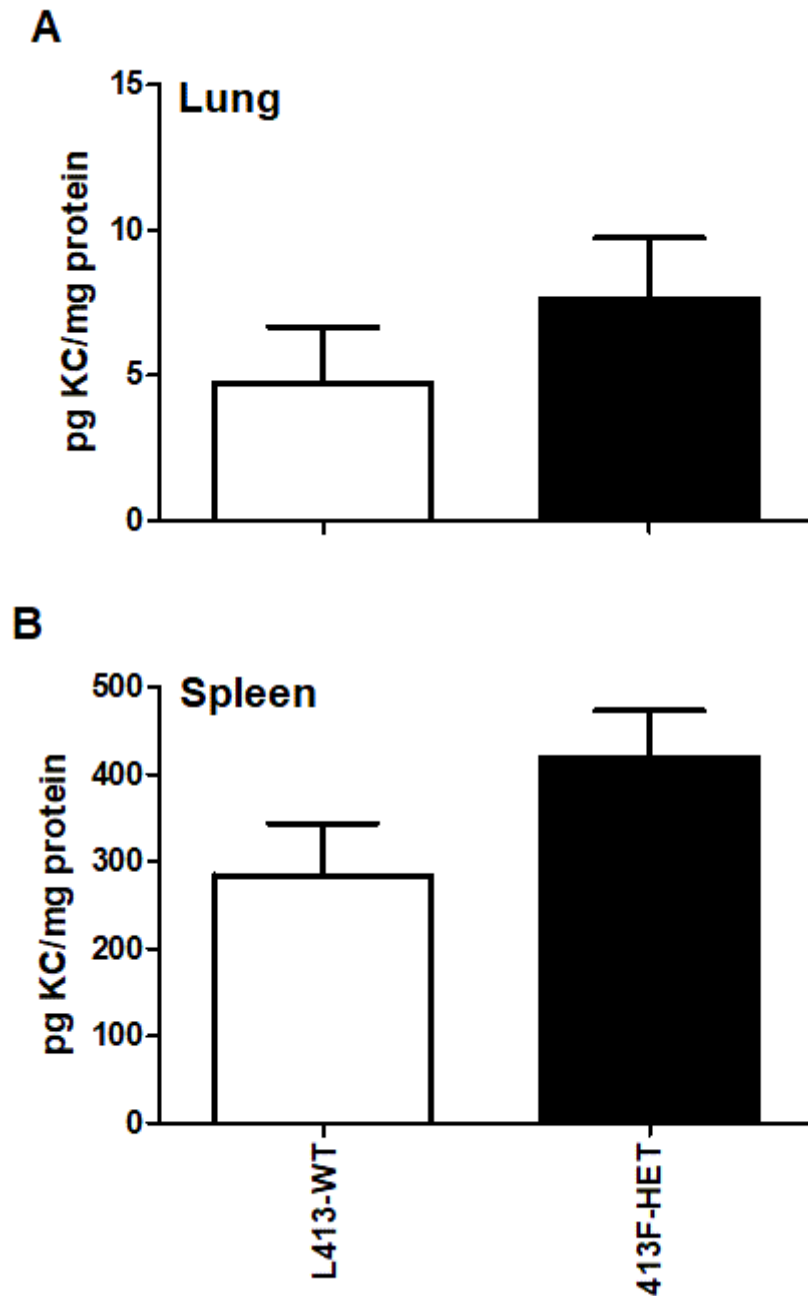 A
Lung
15
10
5
0
pg KC/mg protein
B
Spleen
500
400
300
200
100
0
pg KC/mg protein
L413-WT
413F-HET